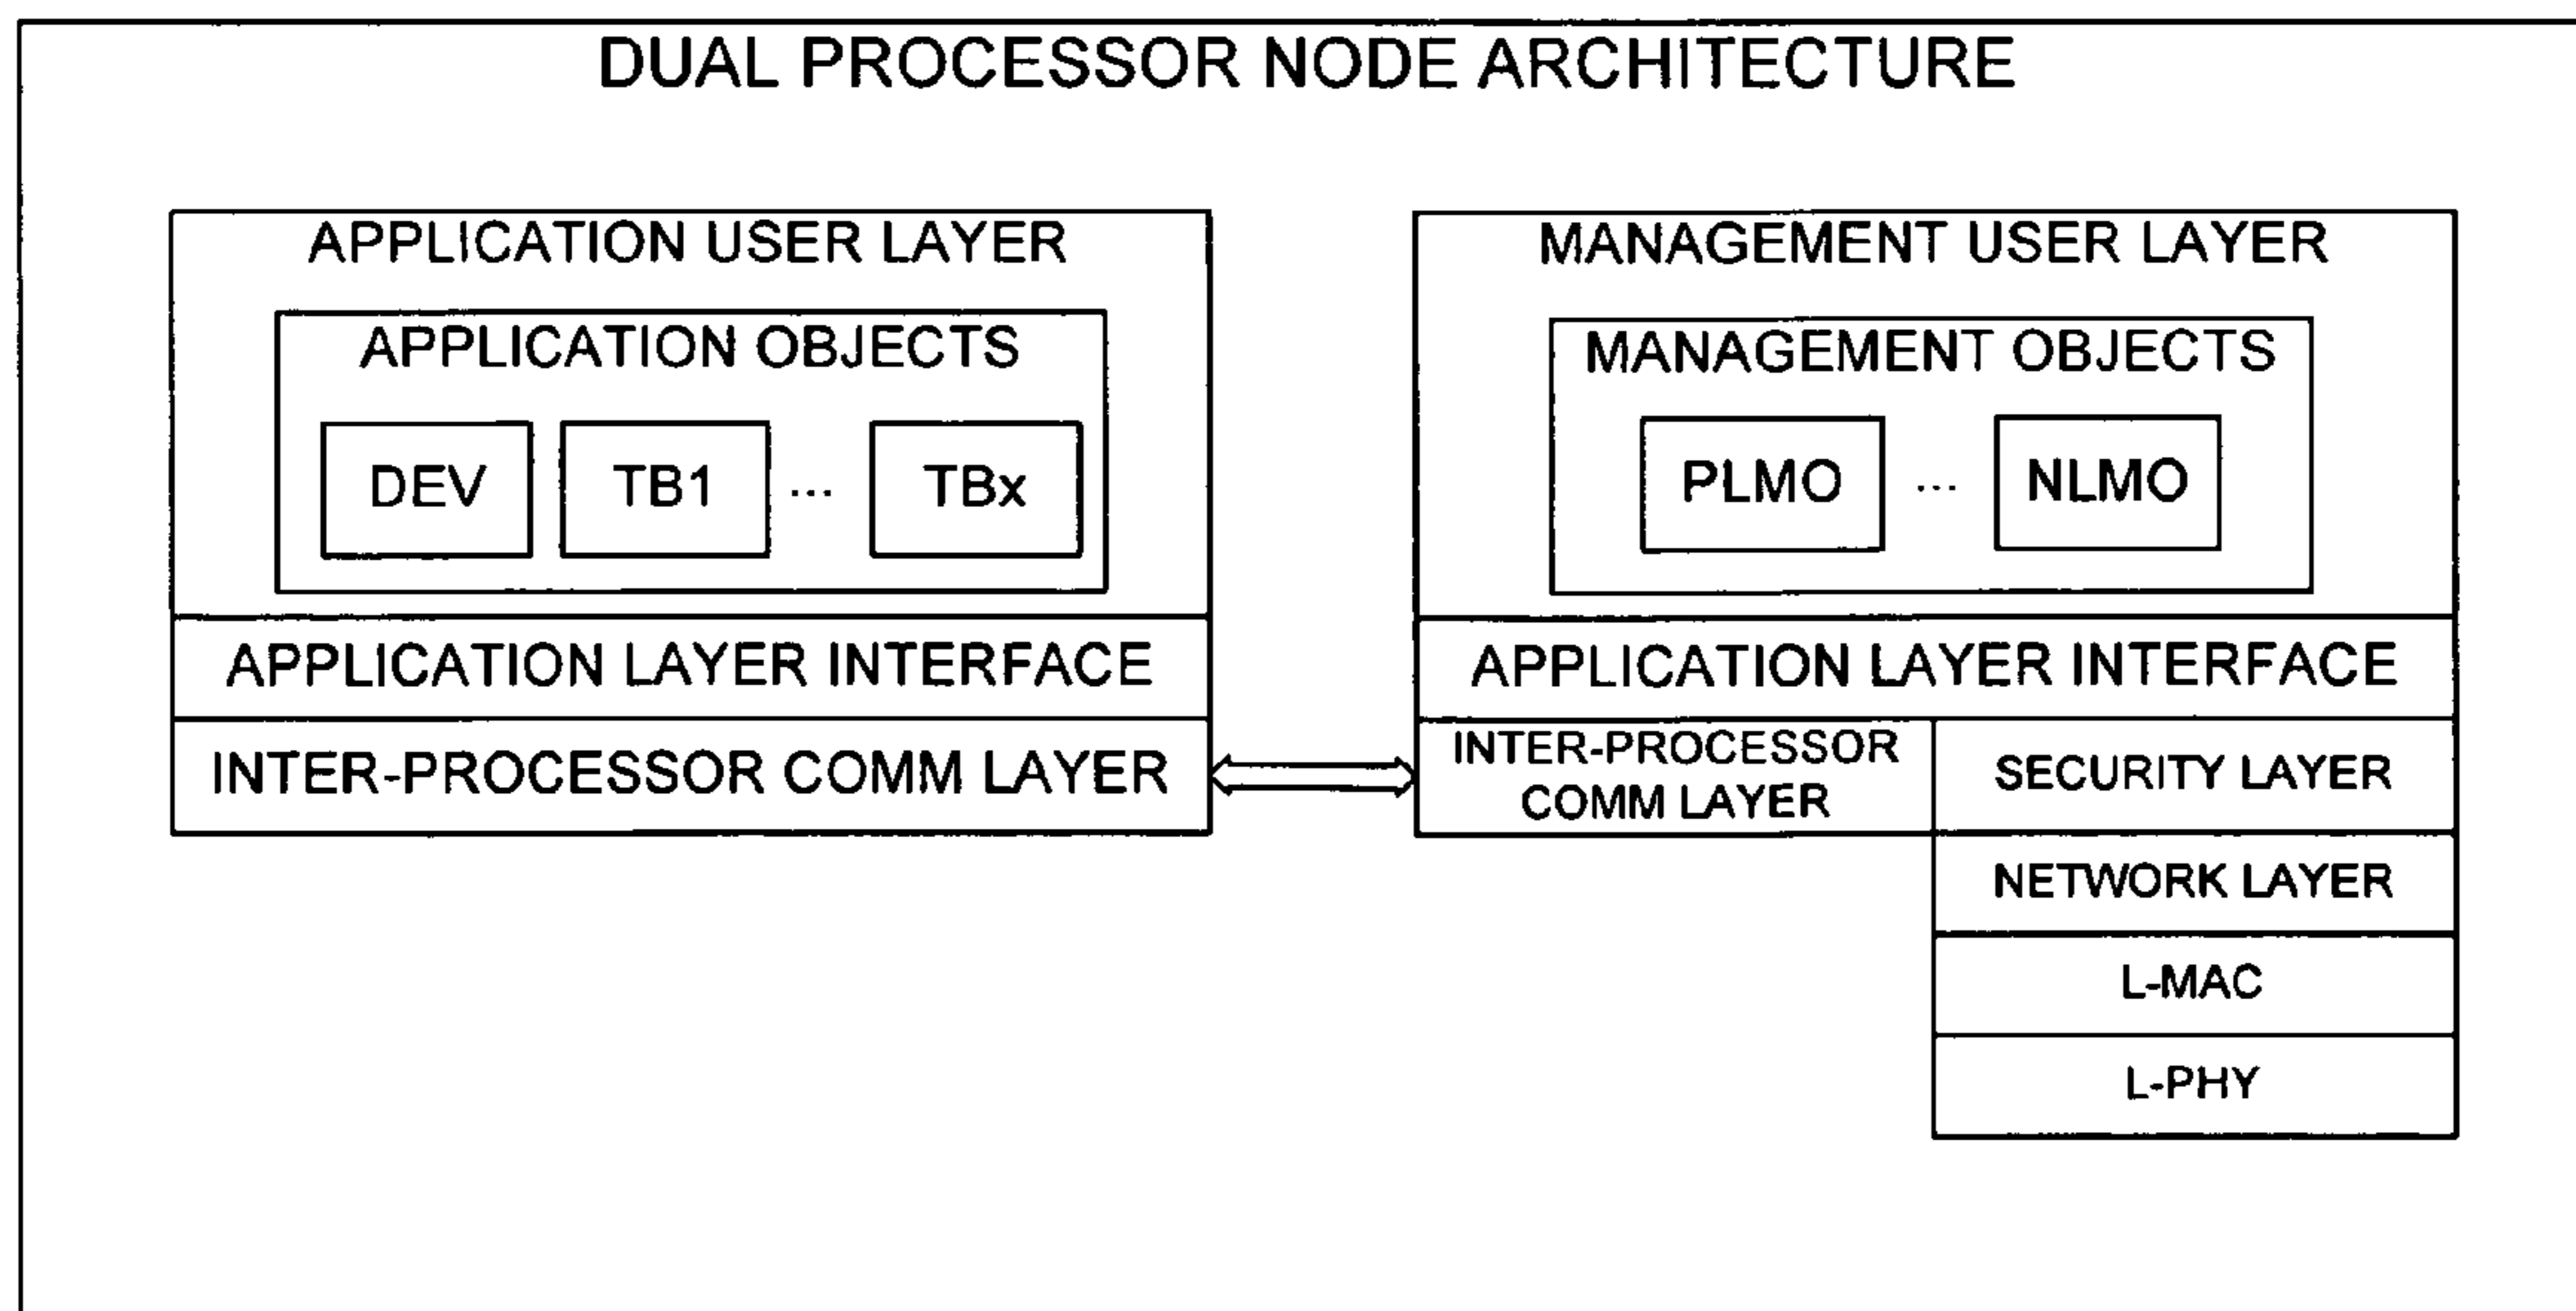 DUAL PROCESSOR NODE ARCHITECTURE
APPLICATION USER LAYER
APPLICATION OBJECTS
DEV
TB1
...
TBx
APPLICATION LAYER INTERFACE
INTER-PROCESSOR COMM LAYER
MANAGEMENT USER LAYER
MANAGEMENT OBJECTS
PLMO
...
NLMO
APPLICATION LAYER INTERFACE
INTER-PROCESSOR
COMM LAYER
SECURITY LAYER
NETWORK LAYER
L-MAC
L-PHY